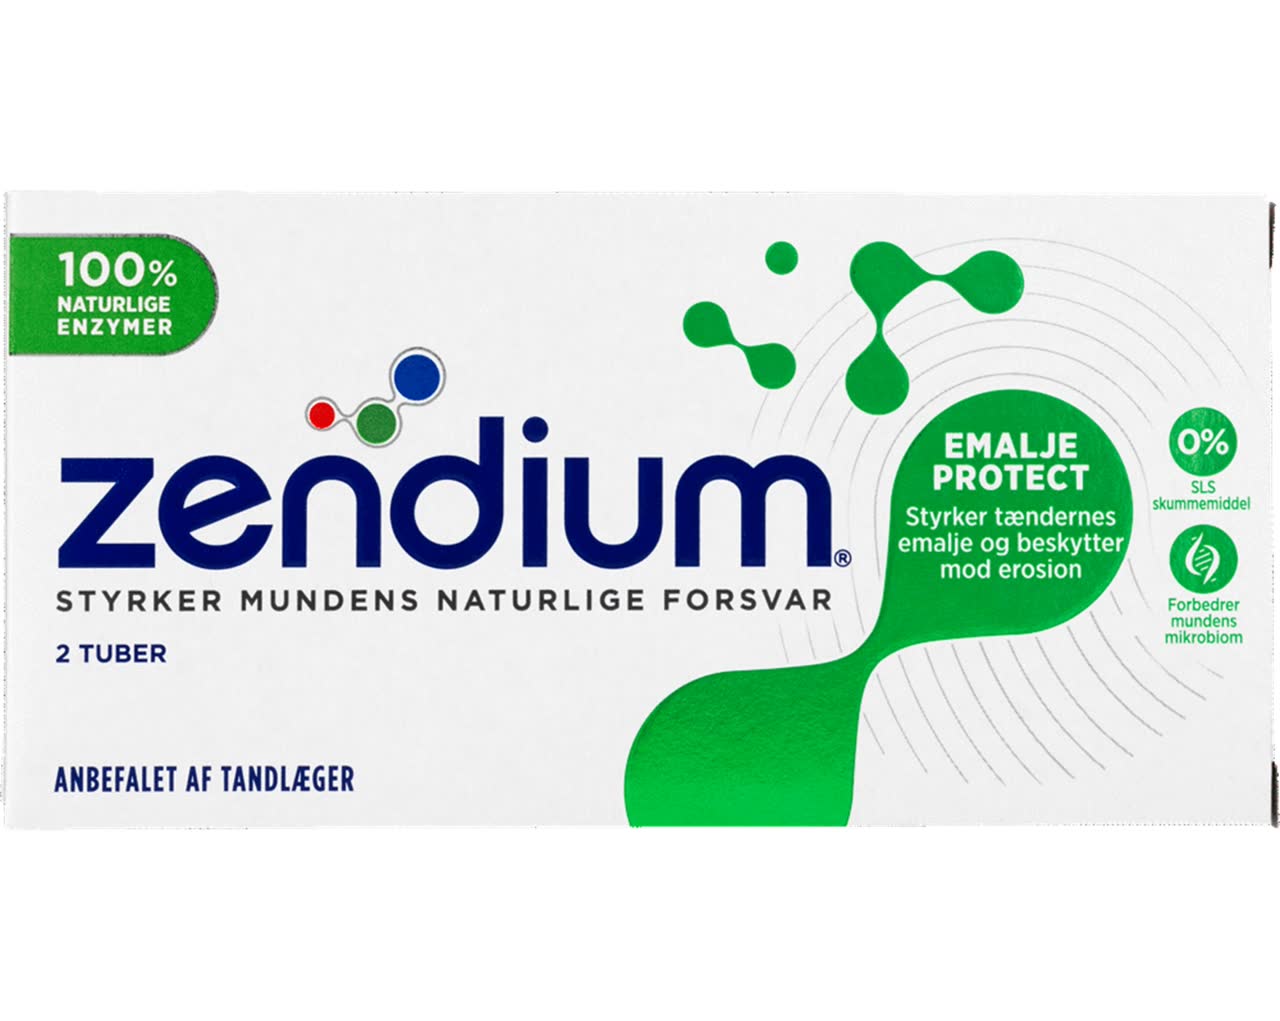 100%
NATURLIGE
ENZYMER
zendium®
STYRKER MUNDENS NATURLIGE FORSVAR
2 TUBER
ANBEFALET AF TANDLÆGER
EMALJE
PROTECT
Styrker tændernes
emalje og beskytter
mod erosion
0%
SLS
skummemiddel
Forbedrer
mundens
mikrobiom